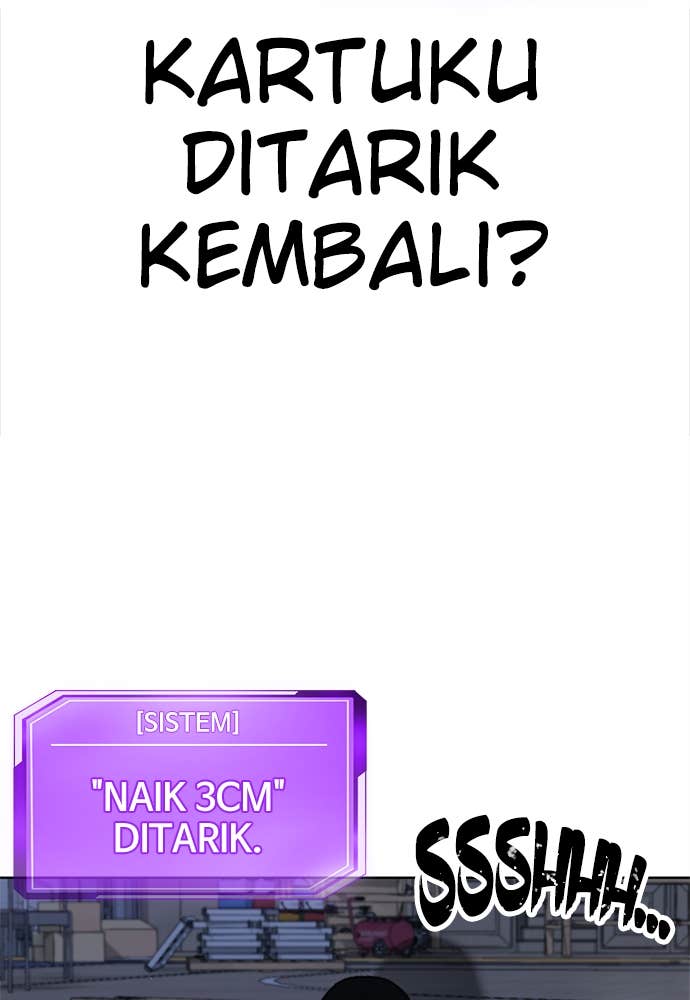 KARTUKU
DITARIK
KEMBALI?
[SISTEM]
"NAIK 3CM"
DITARIK.
SSSHHH...